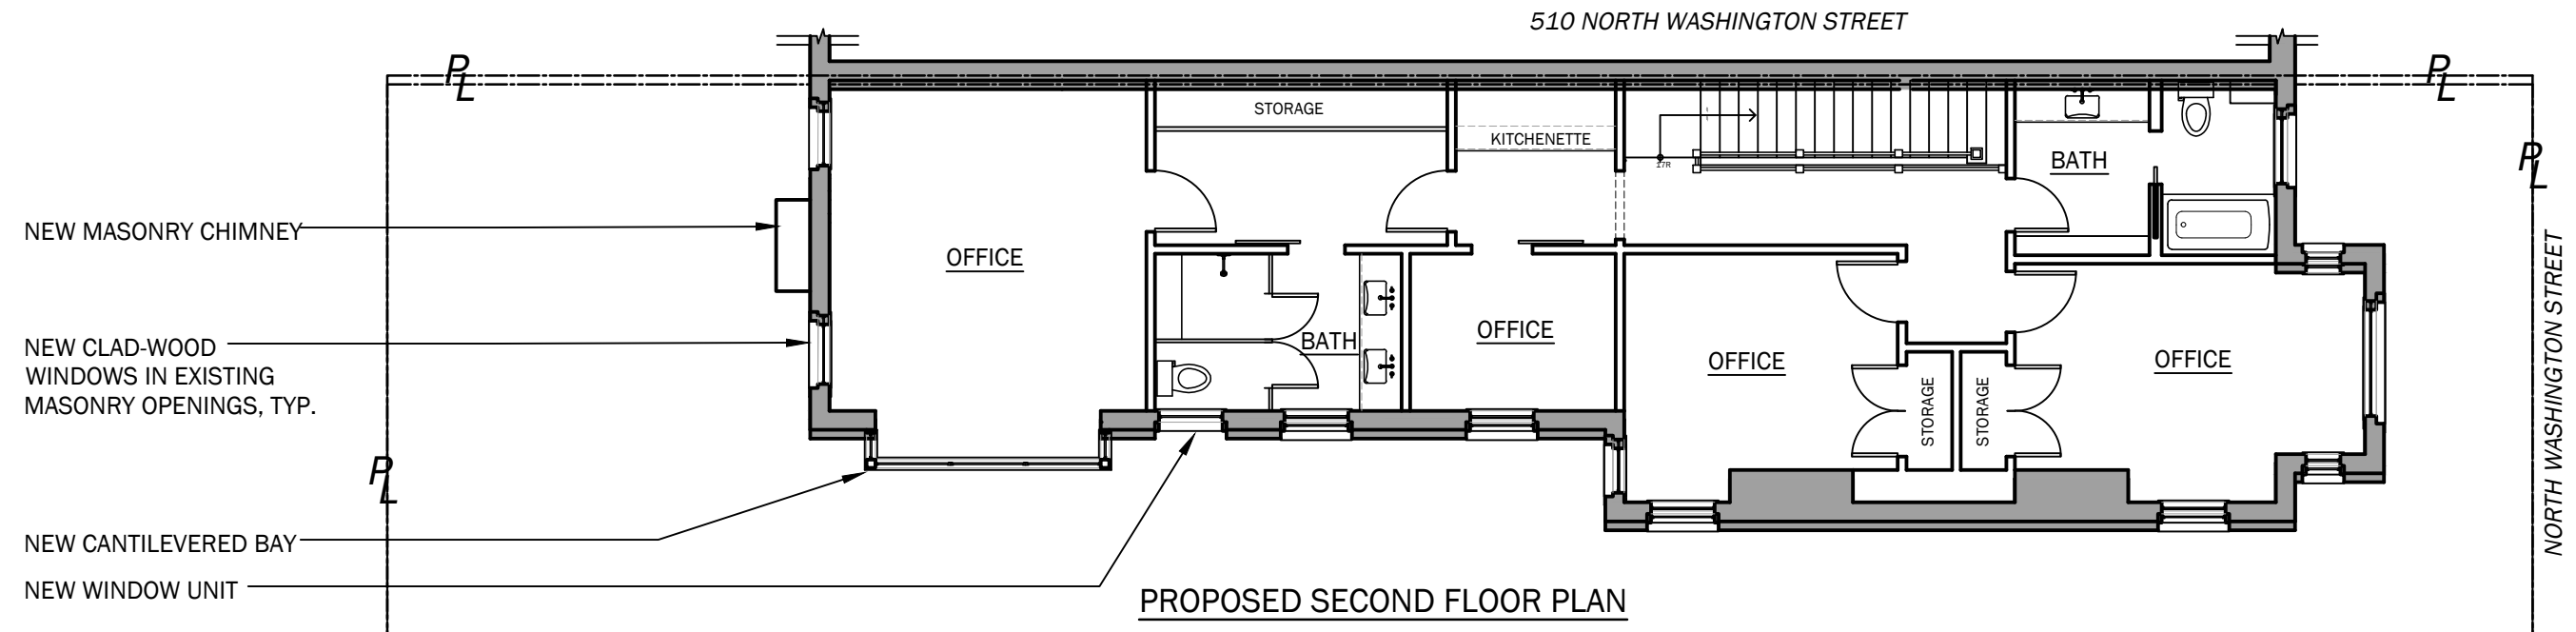 510 NORTH WASHINGTON STREET
PL
PL
STORAGE
KITCHENETTE
17R
BATH
PL
NEW MASONRY CHIMNEY
OFFICE
NEW CLAD-WOOD
WINDOWS IN EXISTING
MASONRY OPENINGS, TYP.
BATH
OFFICE
OFFICE
STORAGE
STORAGE
OFFICE
NORTH WASHINGTON STREET
PL
NEW CANTILEVERED BAY
NEW WINDOW UNIT
PROPOSED SECOND FLOOR PLAN